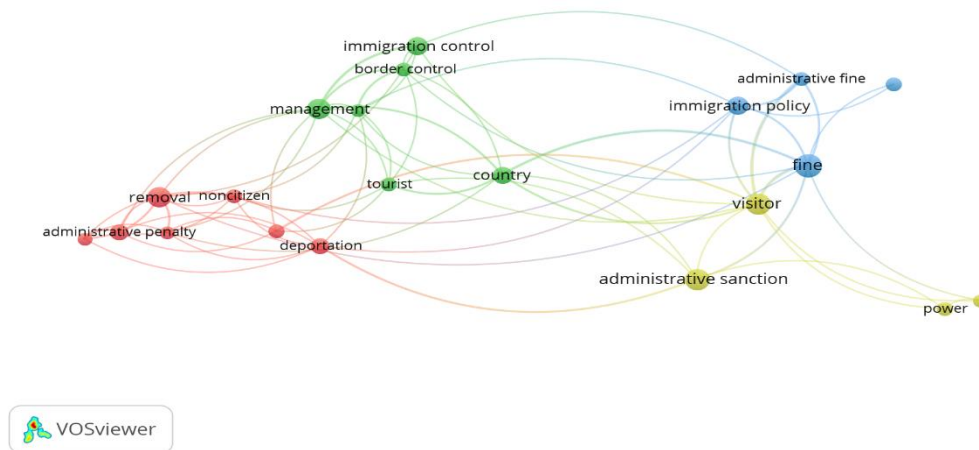 immigration control
border control
administrative fine
management
immigration policy
fine
country
tourist
removal
noncitizen
visitor
administrative penalty
deportation
administrative sanction
power
VOSviewer